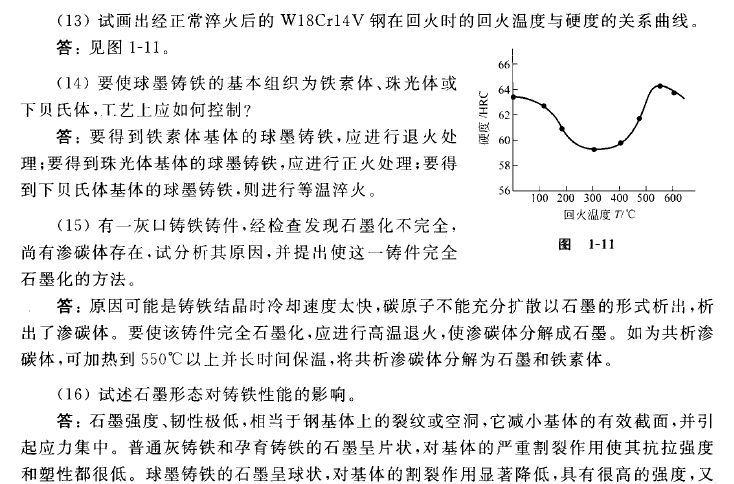 (13) 试画出经正常淬火后的 W18Cr14V 钢在回火时的回火温度与硬度的关系曲线。
答：见图 1-11。
(14) 要使球墨铸铁的基本组织为铁素体、珠光体或
下贝氏体，工艺上应如何控制？
答：要得到铁素体基体的球墨铸铁，应进行退火处
理；要得到珠光体基体的球墨铸铁，应进行正火处理；要得
到下贝氏体基体的球墨铸铁，则进行等温淬火。
(15) 有一灰口铸铁铸件，经检查发现石墨化不完全，
尚有渗碳体存在，试分析其原因，并提出使这一铸件完全
石墨化的方法。
硬度/HRC
66
64
62
60
58
56
100 200 300 400 500 600
回火温度 T/℃
图 1-11
答：原因可能是铸铁结晶时冷却速度太快，碳原子不能充分扩散以石墨的形式析出，析
出了渗碳体。要使该铸件完全石墨化，应进行高温退火，使渗碳体分解成石墨。如为共析渗
碳体，可加热到 550℃以上并长时间保温，将共析渗碳体分解为石墨和铁素体。
(16) 试述石墨形态对铸铁性能的影响。
答：石墨强度、韧性极低，相当于钢基体上的裂纹或空洞，它减小基体的有效截面，并引
起应力集中。普通灰铸铁和孕育铸铁的石墨呈片状，对基体的严重割裂作用使其抗拉强度
和塑性都很低。球墨铸铁的石墨呈球状，对基体的割裂作用显著降低，具有很高的强度，又